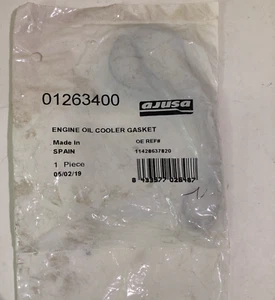 01263400
ajusa
ENGINE OIL COOLER GASKET
Made In
OE REF#
SPAIN
11428637820
1 Piece
05/02/19